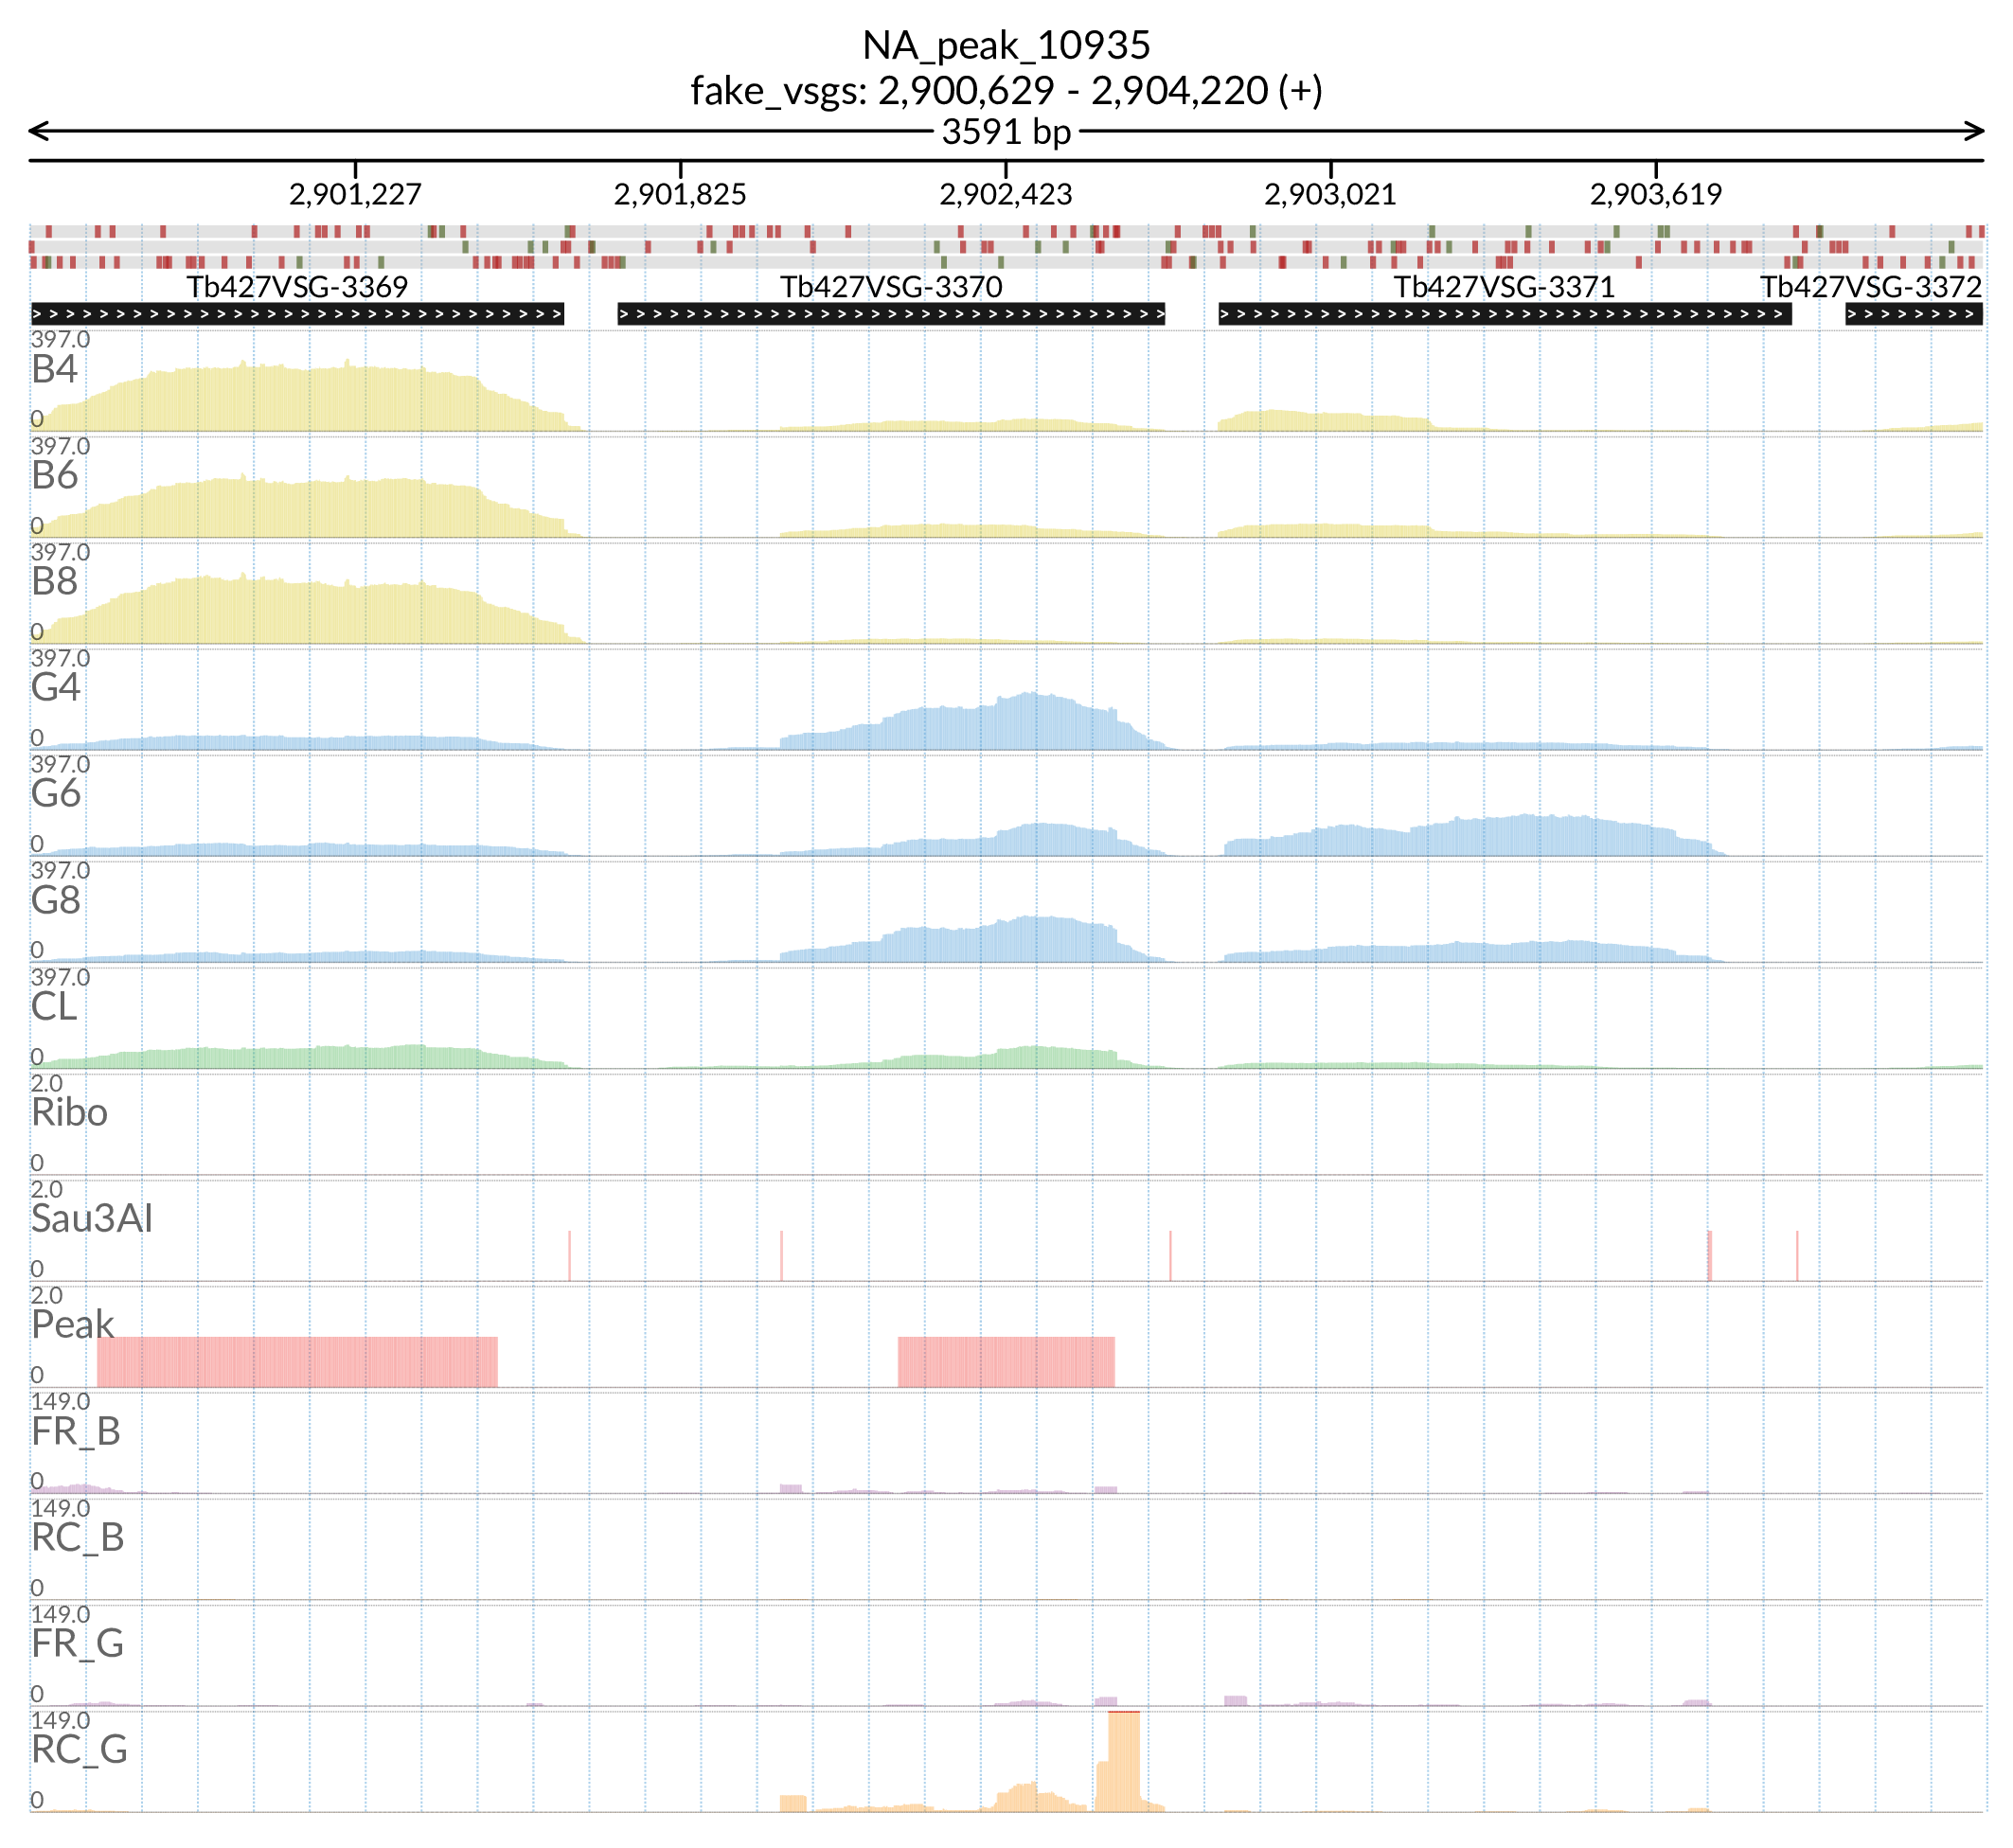 NA_peak_10935
fake_vsgs: 2,900,629 - 2,904,220 (+)
3591 bp
2,901,227 2,901,825 2,902,423 2,903,021 2,903,619
Tb427VSG-3369 Tb427VSG-3370 Tb427VSG-3371 Tb427VSG-3372
397.0
B4
0
397.0
B6
0
397.0
B8
0
397.0
G4
0
397.0
G6
0
397.0
G8
0
397.0
CL
0
2.0
Ribo
0
2.0
Sau3AI
0
2.0
Peak
0
149.0
FR_B
0
149.0
RC_B
0
149.0
FR_G
0
149.0
RC_G
0